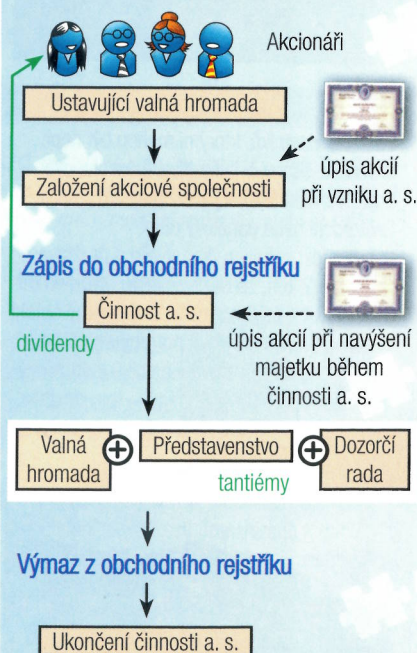 Akcionáři
Ustavující valná hromada
úpis akcií
při vzniku a. s.
Založení akciové společnosti
Zápis do obchodního rejstříku
Činnost a. s.
dividendy
úpis akcií při navýšení
majetku během
činnosti a. s.
Valná
hromada
Představenstvo
Dozorčí
rada
tantiémy
Výmaz z obchodního rejstříku
Ukončení činnosti a. s.